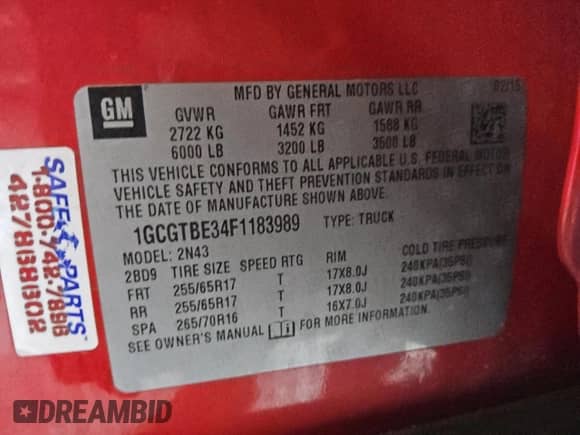 GM
MFD BY GENERAL MOTORS LLC 02/15
GVWR GAWR FRT GAWR RR
2722 KG 1452 KG 1588 KG
6000 LB 3200 LB 3500 LB
THIS VEHICLE CONFORMS TO ALL APPLICABLE U.S. FEDERAL MOTOR
VEHICLE SAFETY AND THEFT PREVENTION STANDARDS IN EFFECT ON
THE DATE OF MANUFACTURE SHOWN ABOVE.
1GCGTBE34F1183989 TYPE: TRUCK
MODEL: 2N43
2BD9 TIRE SIZE SPEED RTG RIM COLD TIRE PRESSURE
FRT 255/65R17 T 17X8.0J 240KPA(35PSI)
RR 255/65R17 T 17X8.0J 240KPA(35PSI)
SPA 265/70R16 T 16X7.0J 240KPA(35PSI)
SEE OWNER'S MANUAL FOR MORE INFORMATION.
SAFE PARTS
1.800.742.7898
DREAMBID